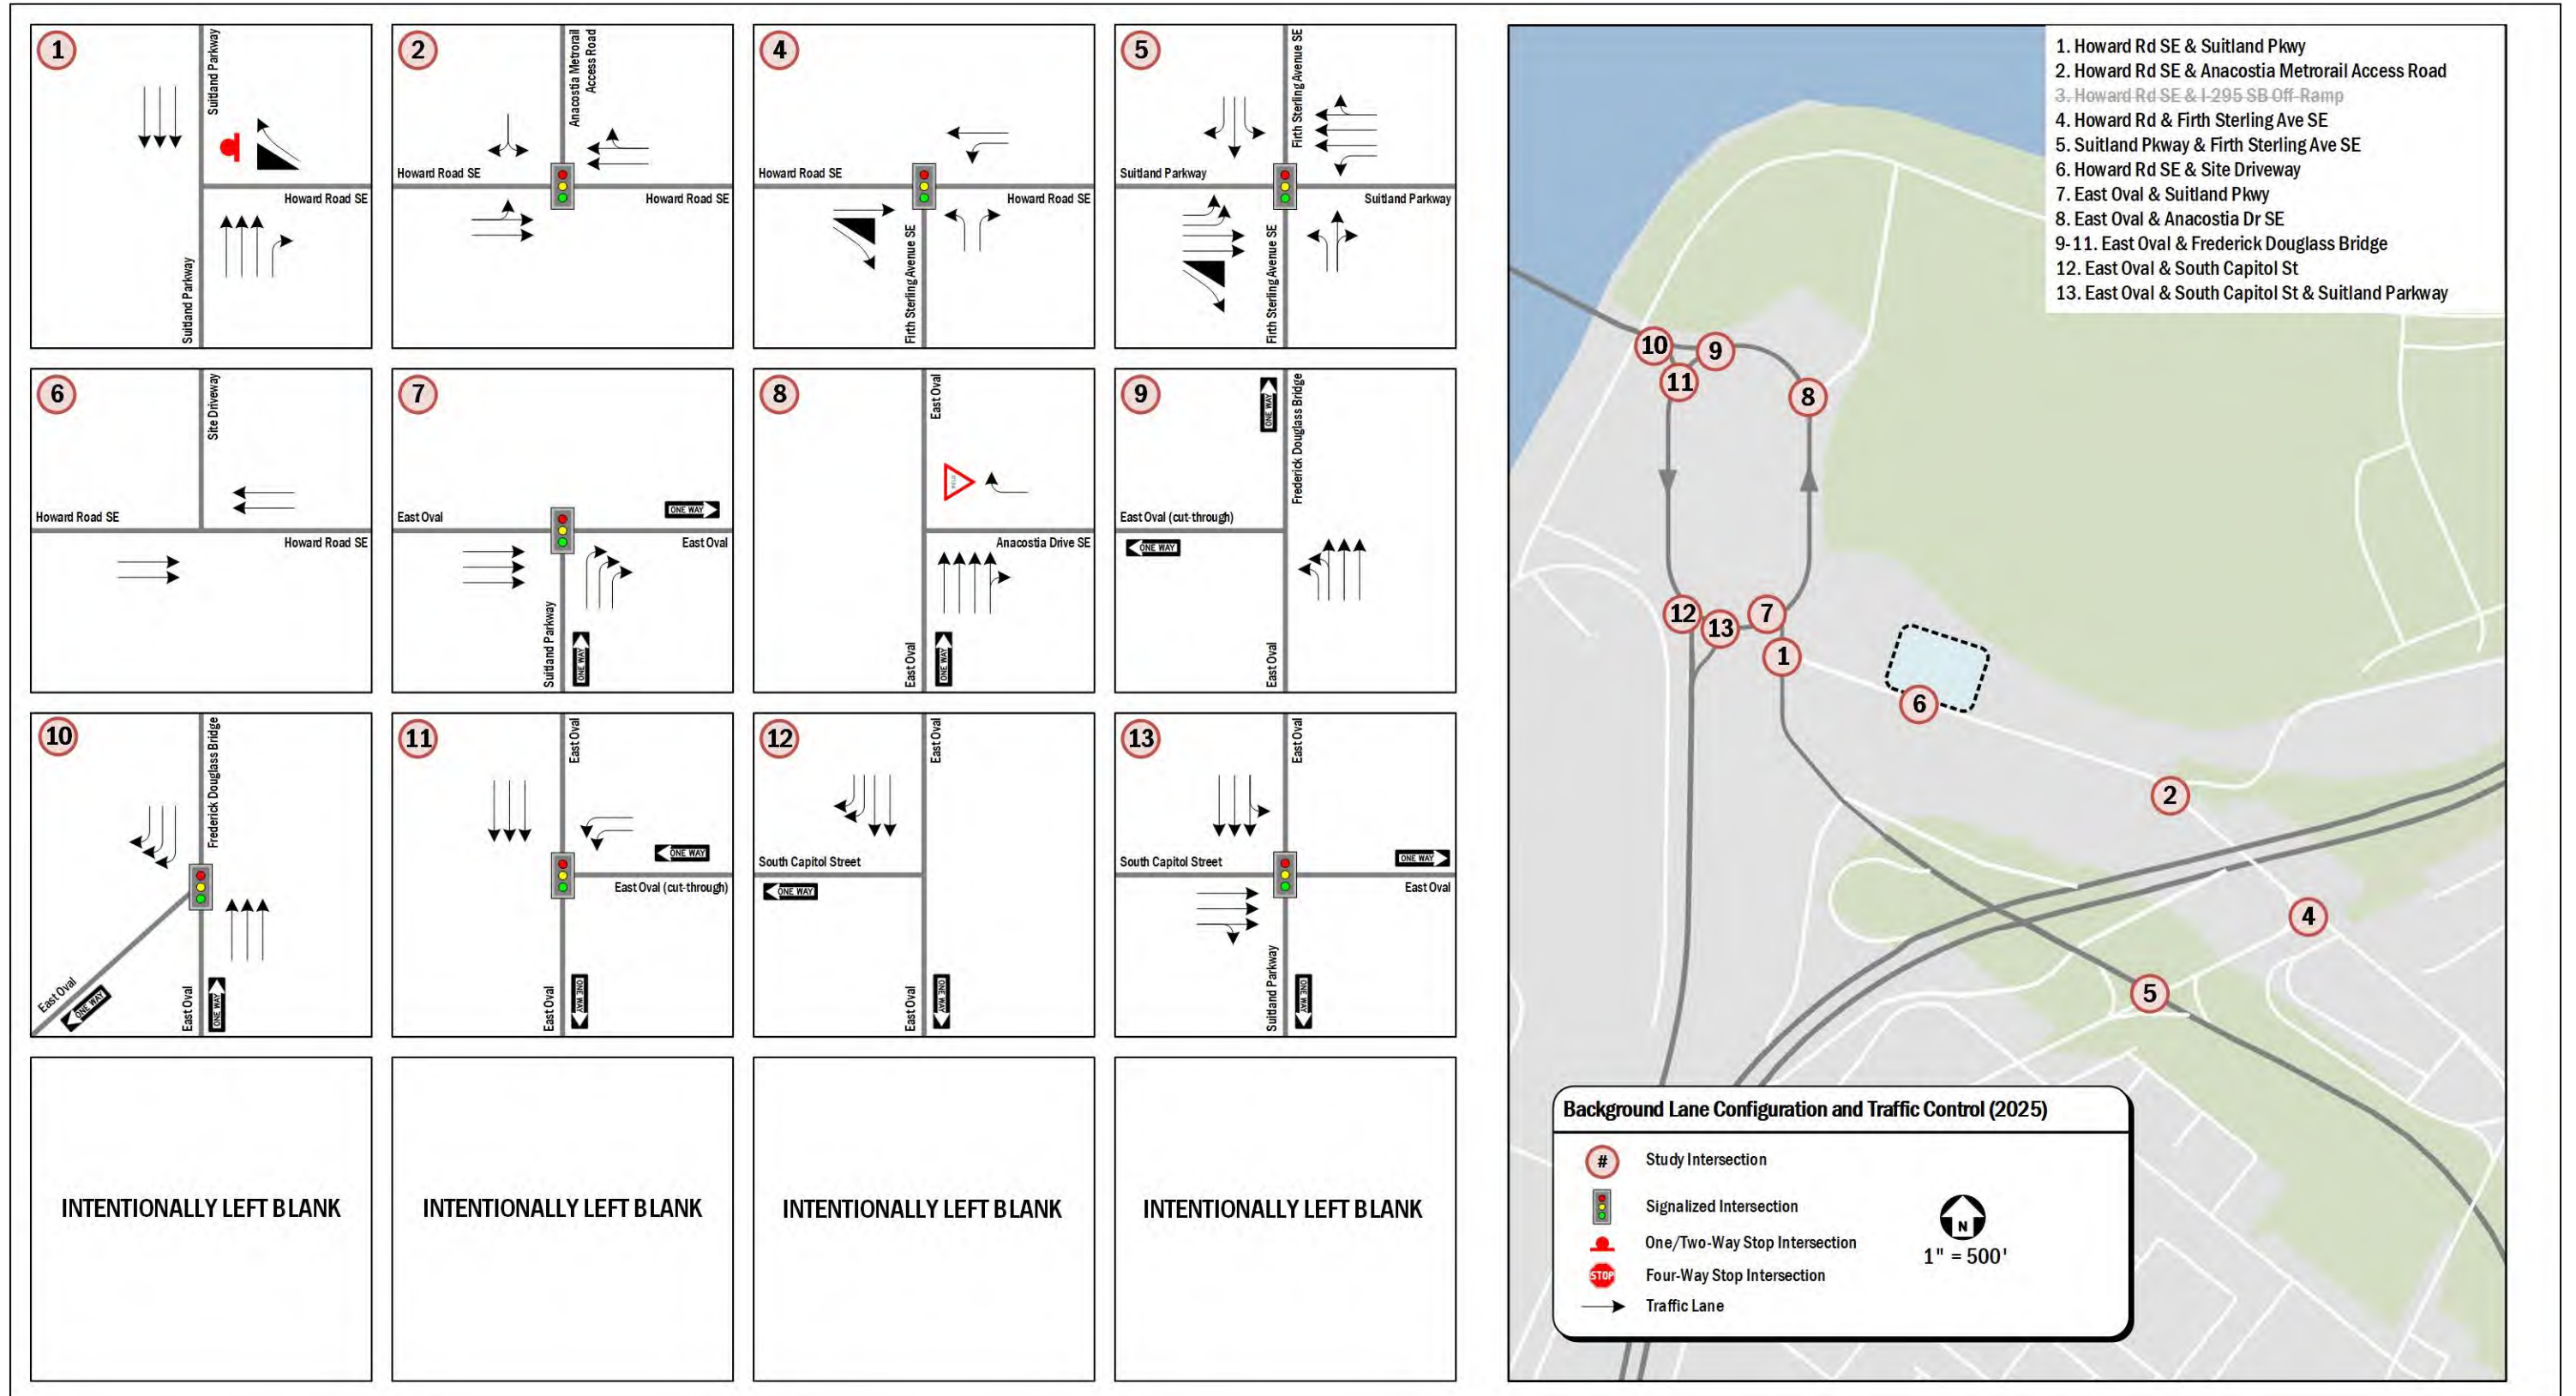 1
Suitland Parkway
Howard Road SE
Suitland Parkway
2
Anacostia Metrorail
Access Road
Howard Road SE
Howard Road SE
4
Howard Road SE
Howard Road SE
Firth Sterling Avenue SE
5
Firth Sterling Avenue SE
Suitland Parkway
Suitland Parkway
Firth Sterling Avenue SE
6
Site Driveway
Howard Road SE
Howard Road SE
7
East Oval
ONE WAY
East Oval
Suitland Parkway
ONE WAY
8
East Oval
Anacostia Drive SE
East Oval
ONE WAY
9
ONE WAY
Frederick Douglass Bridge
East Oval (cut-through)
ONE WAY
East Oval
10
Frederick Douglass Bridge
East Oval
ONE WAY
East Oval
ONE WAY
11
East Oval
ONE WAY
East Oval (cut-through)
East Oval
ONE WAY
12
East Oval
South Capitol Street
ONE WAY
East Oval
ONE WAY
13
East Oval
South Capitol Street
ONE WAY
East Oval
Suitland Parkway
ONE WAY
INTENTIONALLY LEFT BLANK
INTENTIONALLY LEFT BLANK
INTENTIONALLY LEFT BLANK
INTENTIONALLY LEFT BLANK
1. Howard Rd SE & Suitland Pkwy
2. Howard Rd SE & Anacostia Metrorail Access Road
3. Howard Rd SE & I-295 SB Off-Ramp
4. Howard Rd & Firth Sterling Ave SE
5. Suitland Pkway & Firth Sterling Ave SE
6. Howard Rd SE & Site Driveway
7. East Oval & Suitland Pkwy
8. East Oval & Anacostia Dr SE
9-11. East Oval & Frederick Douglass Bridge
12. East Oval & South Capitol St
13. East Oval & South Capitol St & Suitland Parkway
10
9
11
8
12
13
7
1
6
2
4
5
Background Lane Configuration and Traffic Control (2025)
# Study Intersection
Signalized Intersection
One/Two-Way Stop Intersection
STOP Four-Way Stop Intersection
Traffic Lane
N
1" = 500'